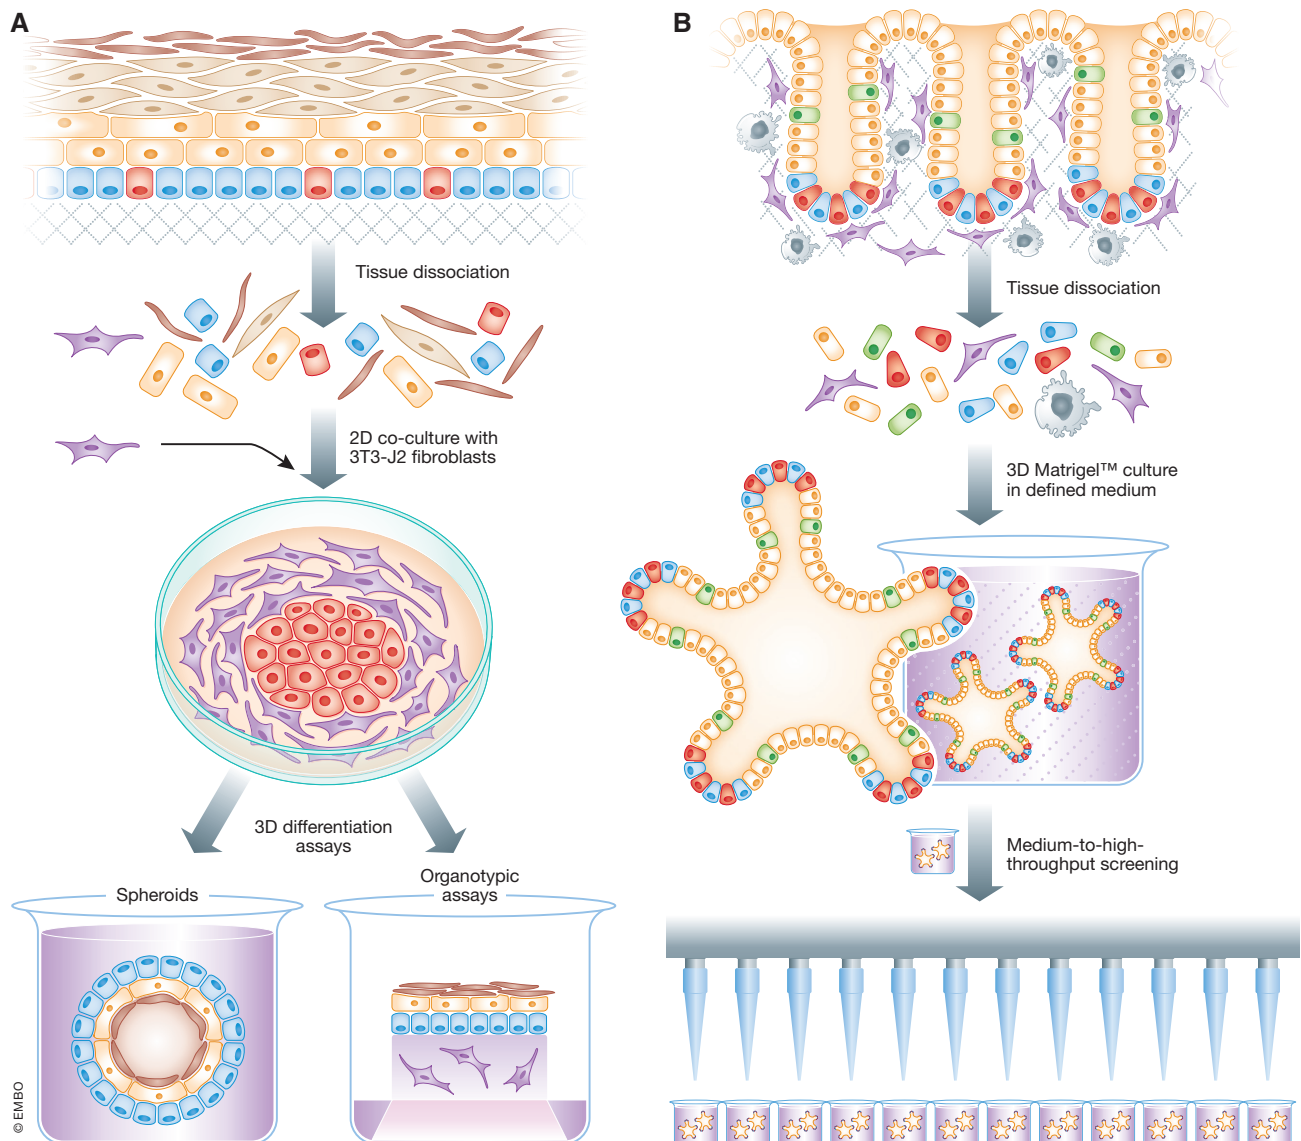 A
Tissue dissociation
2D co-culture with
3T3-J2 fibroblasts
3D differentiation
assays
Spheroids
Organotypic
assays
© EMBO
B
Tissue dissociation
3D Matrigel™ culture
in defined medium
Medium-to-high-
throughput screening